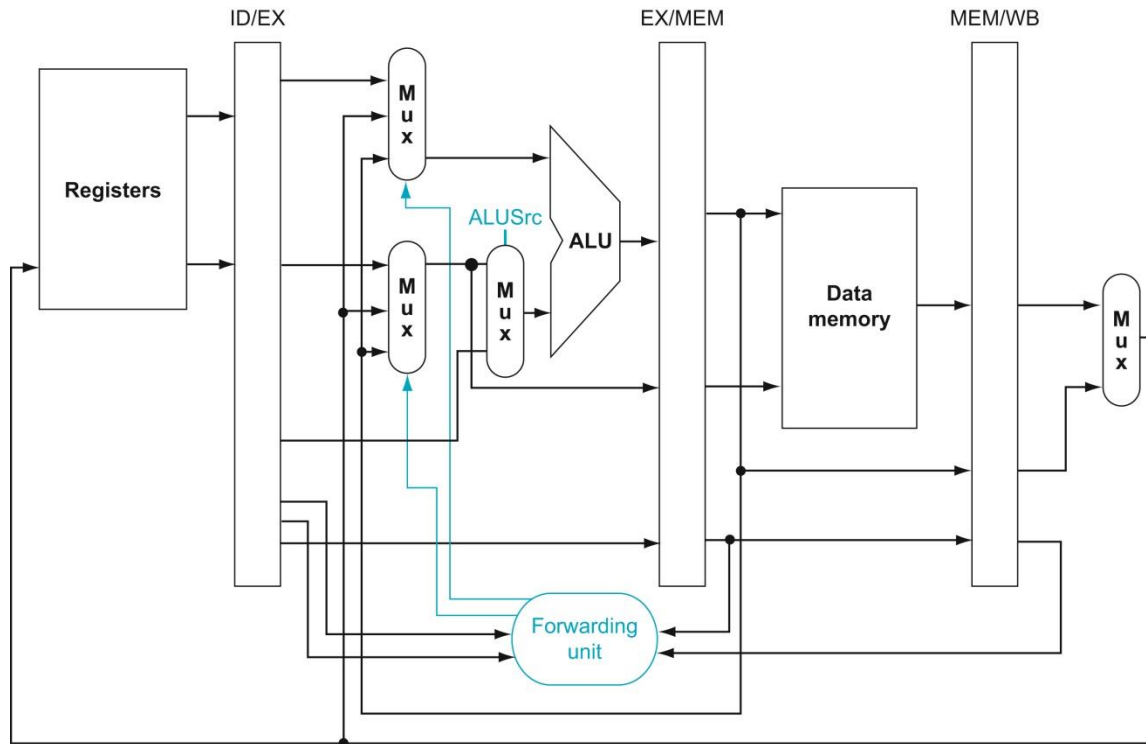 ID/EX
EX/MEM
MEM/WB
Registers
M
u
x
M
u
x
ALUSrc
M
u
x
ALU
Data
memory
M
u
x
Forwarding
unit